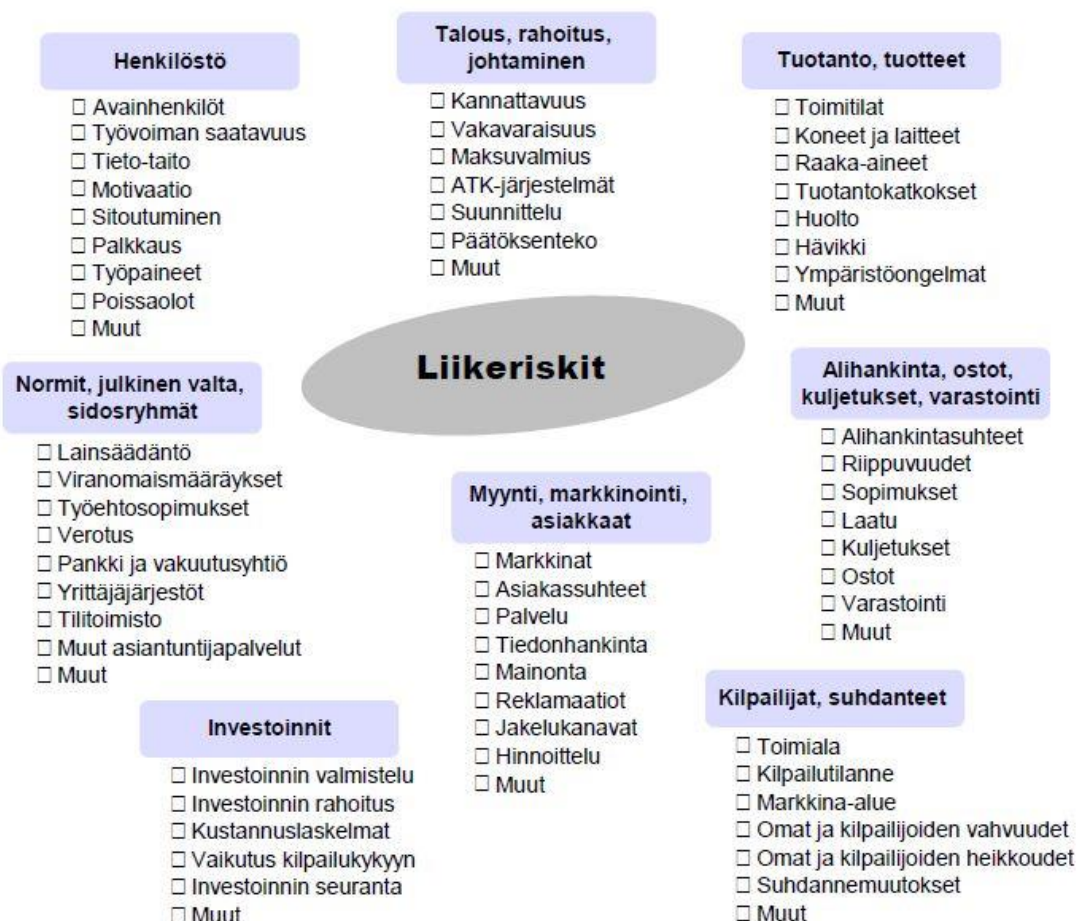 Henkilöstö
☐ Avainhenkilöt
☐ Työvoiman saatavuus
☐ Tieto-taito
☐ Motivaatio
☐ Sitoutuminen
☐ Palkkaus
☐ Työpaineet
☐ Poissaolot
☐ Muut
Talous, rahoitus,
johtaminen
☐ Kannattavuus
☐ Vakavaraisuus
☐ Maksuvalmius
☐ ATK-järjestelmät
☐ Suunnittelu
☐ Päätöksenteko
☐ Muut
Tuotanto, tuotteet
☐ Toimitilat
☐ Koneet ja laitteet
☐ Raaka-aineet
☐ Tuotantokatkokset
☐ Huolto
☐ Hävikki
☐ Ympäristöongelmat
☐ Muut
Liikeriskit
Normit, julkinen valta,
sidosryhmät
☐ Lainsäädäntö
☐ Viranomaismääräykset
☐ Työehtosopimukset
☐ Verotus
☐ Pankki ja vakuutusyhtiö
☐ Yrittäjäjärjestöt
☐ Tilitoimisto
☐ Muut asiantuntijapalvelut
☐ Muut
Myynti, markkinointi,
asiakkaat
☐ Markkinat
☐ Asiakassuhteet
☐ Palvelu
☐ Tiedonhankinta
☐ Mainonta
☐ Reklamaatiot
☐ Jakelukanavat
☐ Hinnoittelu
☐ Muut
Alihankinta, ostot,
kuljetukset, varastointi
☐ Alihankintasuhteet
☐ Riippuvuudet
☐ Sopimukset
☐ Laatu
☐ Kuljetukset
☐ Ostot
☐ Varastointi
☐ Muut
Investoinnit
☐ Investoinnin valmistelu
☐ Investoinnin rahoitus
☐ Kustannuslaskelmat
☐ Vaikutus kilpailukykyyn
☐ Investoinnin seuranta
☐ Muut
Kilpailijat, suhdanteet
☐ Toimiala
☐ Kilpailutilanne
☐ Markkina-alue
☐ Omat ja kilpailijoiden vahvuudet
☐ Omat ja kilpailijoiden heikkoudet
☐ Suhdannemuutokset
☐ Muut